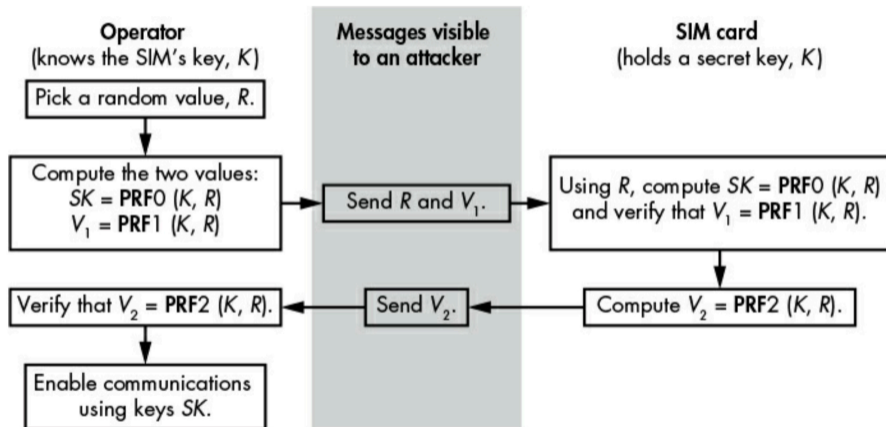 Operator
(knows the SIM's key, K)
Messages visible
to an attacker
SIM card
(holds a secret key, K)
Pick a random value, R.
Compute the two values:
SK = PRF0 (K, R)
V₁ = PRF1 (K, R)
Send R and V₁.
Using R, compute SK = PRF0 (K, R)
and verify that V₁ = PRF1 (K, R).
Compute V₂ = PRF2 (K, R).
Send V₂.
Verify that V₂ = PRF2 (K, R).
Enable communications
using keys SK.